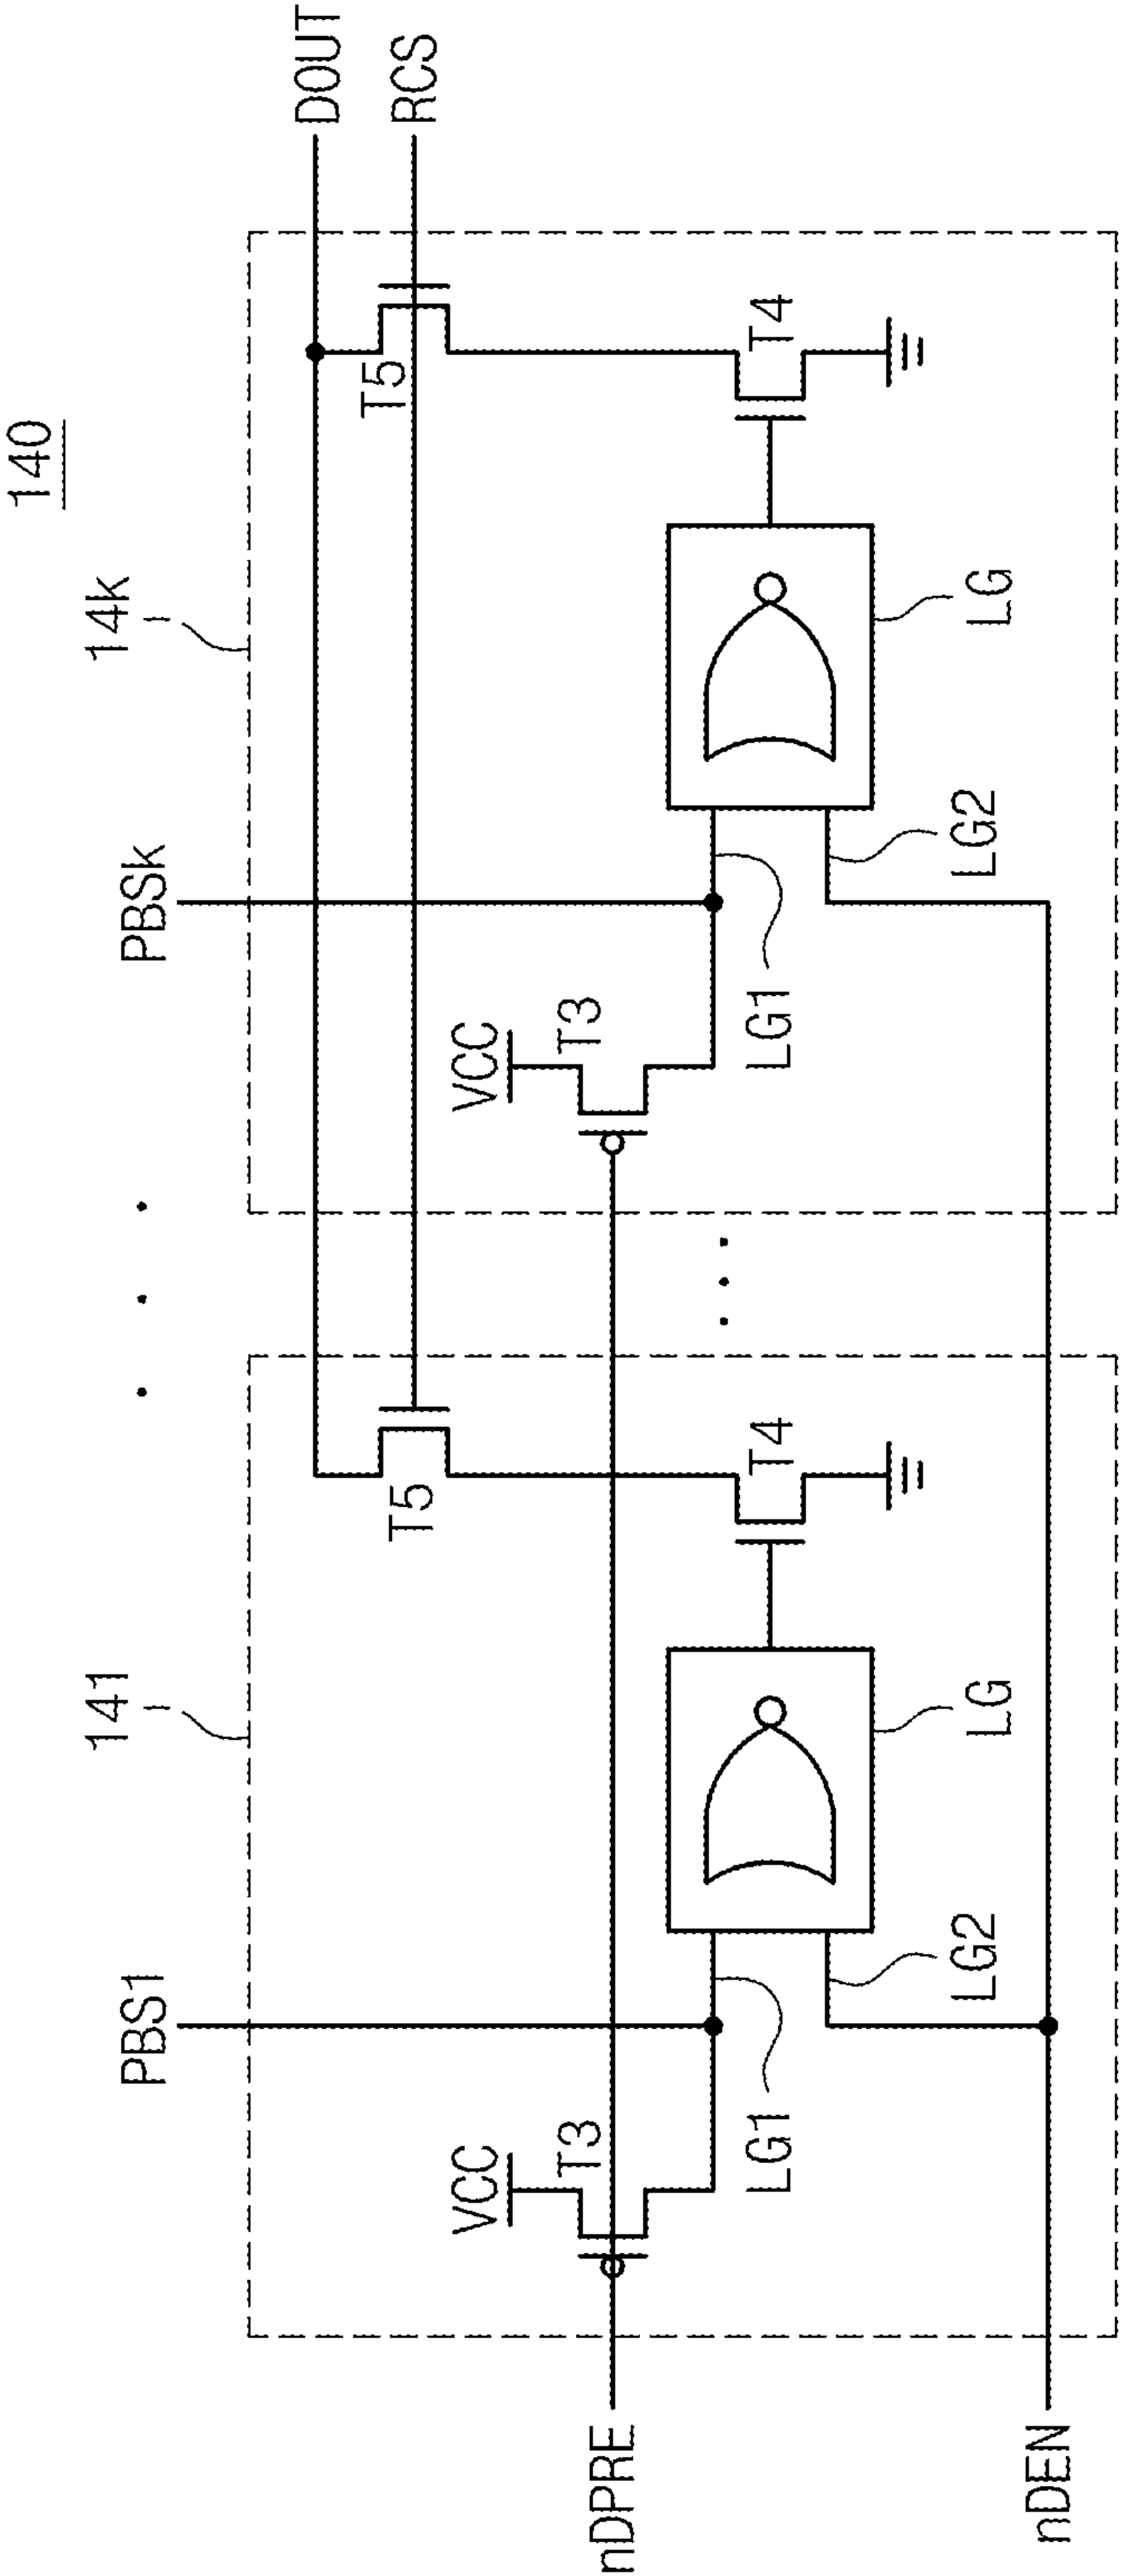 140
141
14k
PBS1
PBSk
DOUT
RCS
T5
T5
VCC
T3
VCC
T3
nDPRE
T4
T4
LG1
LG1
LG2
LG
LG2
LG
nDEN